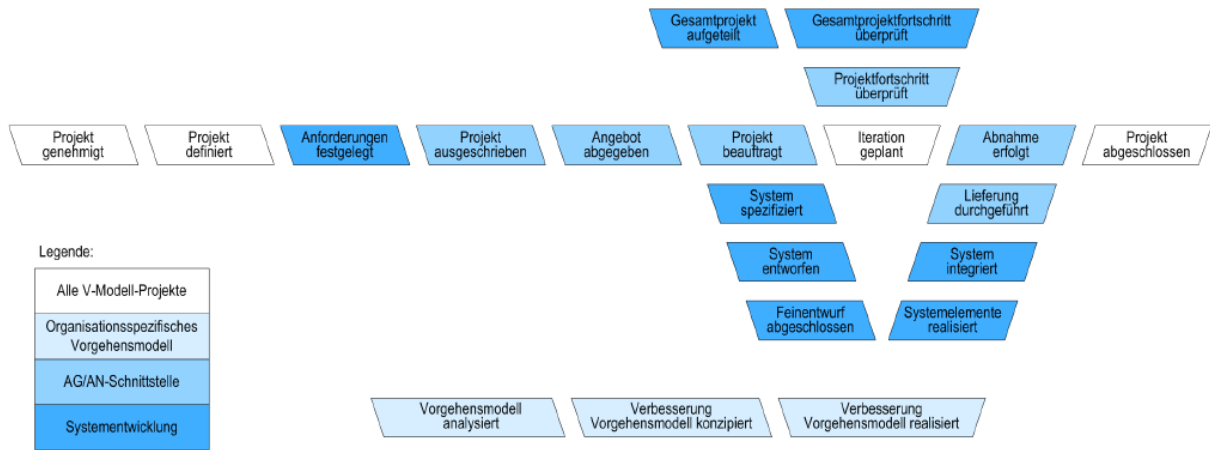 Gesamtprojekt
aufgeteilt
Gesamtprojektfortschritt
überprüft
Projektfortschritt
überprüft
Projekt
genehmigt
Projekt
definiert
Anforderungen
festgelegt
Projekt
ausgeschrieben
Angebot
abgegeben
Projekt
beauftragt
Iteration
geplant
Abnahme
erfolgt
Projekt
abgeschlossen
System
spezifiziert
Lieferung
durchgeführt
System
entworfen
System
integriert
Feinentwurf
abgeschlossen
Systemelemente
realisiert
Legende:
Alle V-Modell-Projekte
Organisationsspezifisches
Vorgehensmodell
AG/AN-Schnittstelle
Systementwicklung
Vorgehensmodell
analysiert
Verbesserung
Vorgehensmodell konzipiert
Verbesserung
Vorgehensmodell realisiert